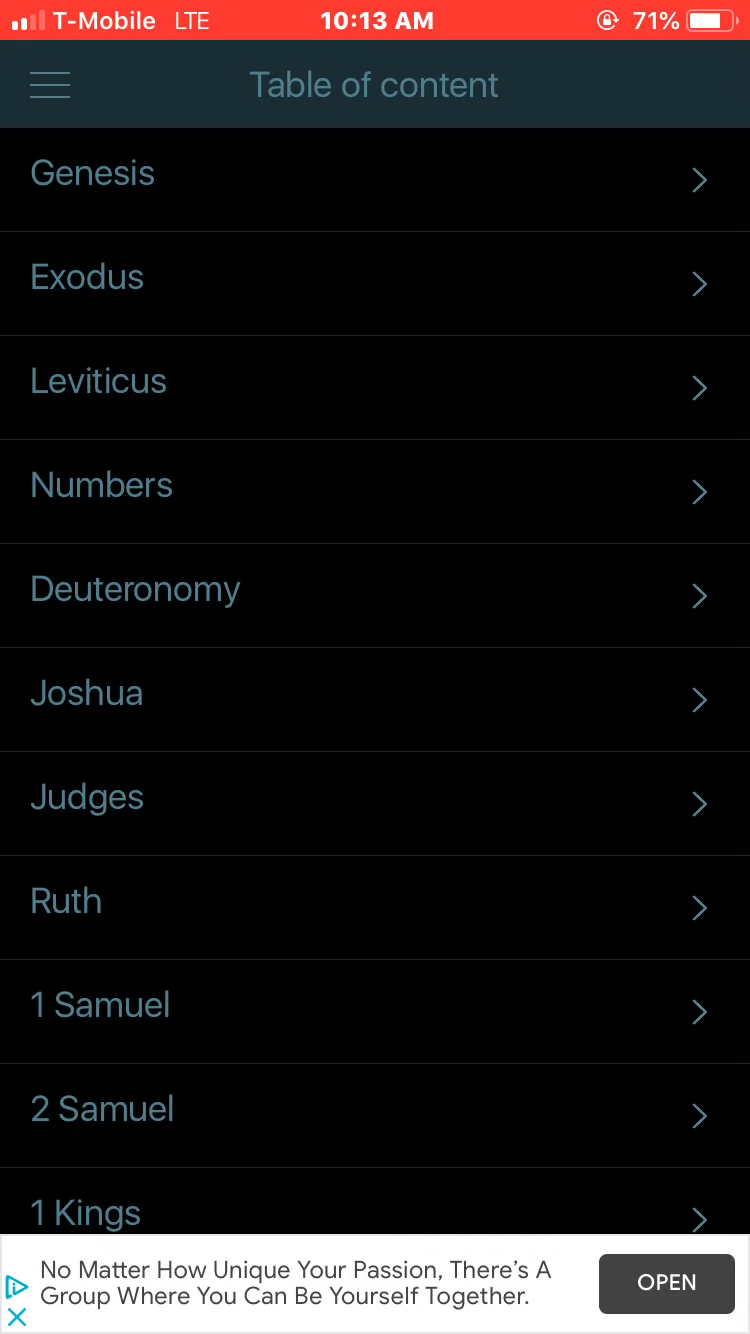 T-Mobile LTE 10:13 AM 71%
Table of content
Genesis
Exodus
Leviticus
Numbers
Deuteronomy
Joshua
Judges
Ruth
1 Samuel
2 Samuel
1 Kings
No Matter How Unique Your Passion, There’s A
Group Where You Can Be Yourself Together.
OPEN